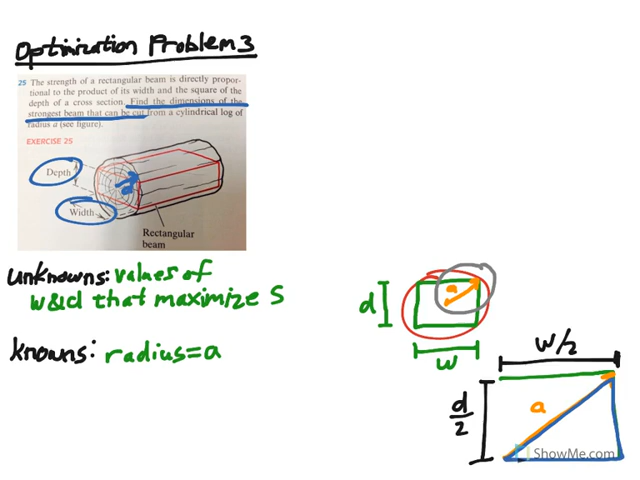 Optimization Problem 3
25 The strength of a rectangular beam is directly propor-
tional to the product of its width and the square of the
depth of a cross section. Find the dimensions of the
strongest beam that can be cut from a cylindrical log of
radius a (see figure).
EXERCISE 25
Depth
a
Width
Rectangular
beam
unknowns: values of
w&d that maximize S
knowns: radius=a
d
a
w
w/2
d/2
a
ShowMe.com